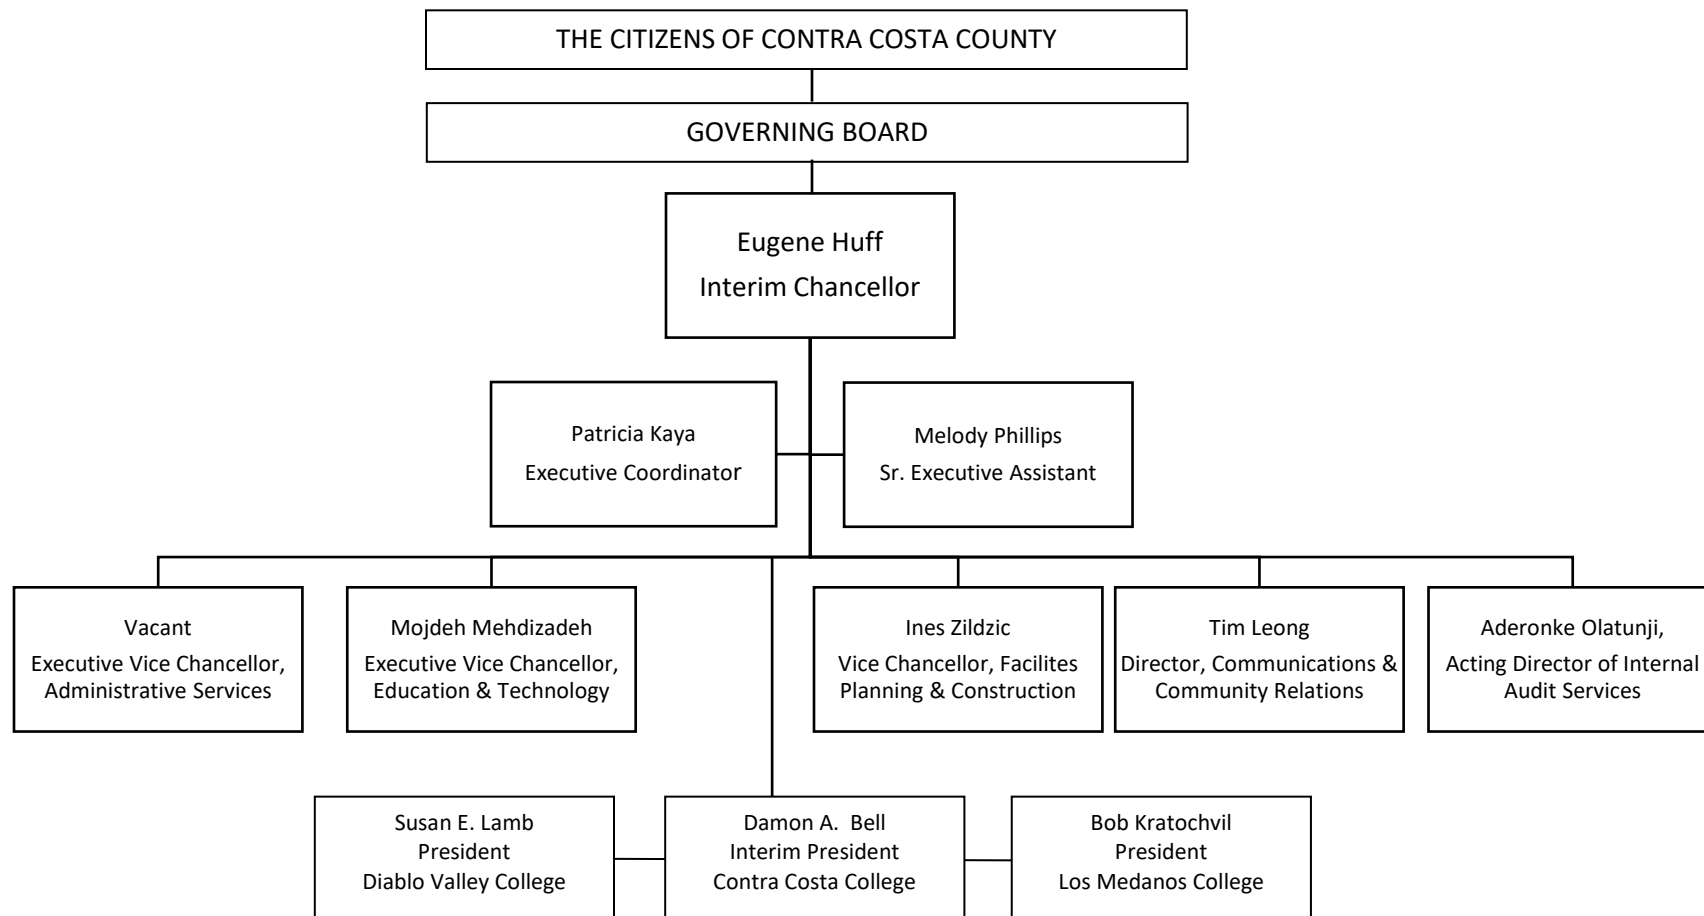 THE CITIZENS OF CONTRA COSTA COUNTY
GOVERNING BOARD
Eugene Huff
Interim Chancellor
Patricia Kaya
Executive Coordinator
Melody Phillips
Sr. Executive Assistant
Vacant
Executive Vice Chancellor,
Administrative Services
Mojdeh Mehdizadeh
Executive Vice Chancellor,
Education & Technology
Ines Zildzic
Vice Chancellor, Facilites
Planning & Construction
Tim Leong
Director, Communications &
Community Relations
Aderonke Olatunji,
Acting Director of Internal
Audit Services
Susan E. Lamb
President
Diablo Valley College
Damon A. Bell
Interim President
Contra Costa College
Bob Kratochvil
President
Los Medanos College